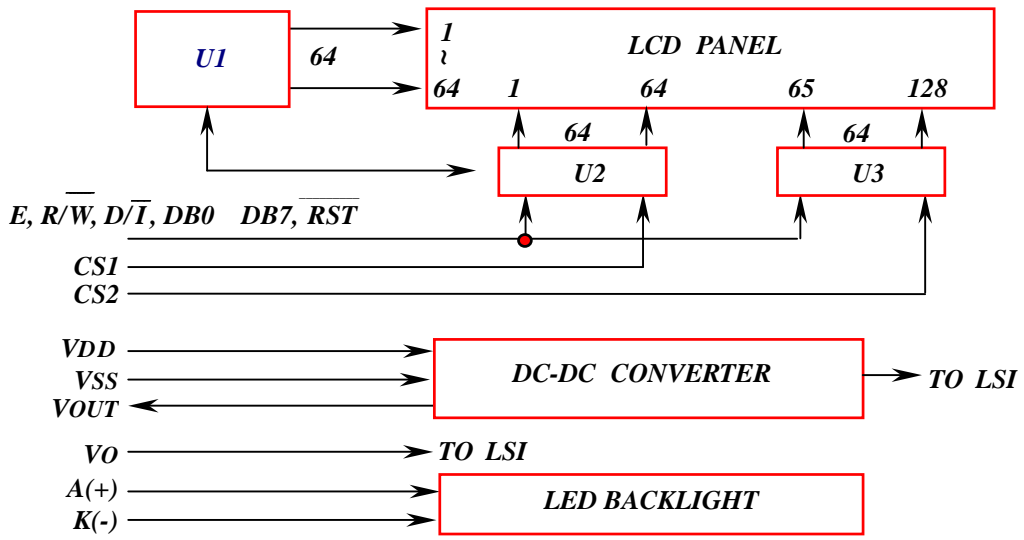 1
~
64
U1
64
LCD PANEL
1 64 65 128
64 64
U2 U3
E, R/W̅, D/I̅, DB0 DB7, R̅S̅T̅
CS1
CS2
VDD
VSS
VOUT
DC-DC CONVERTER
TO LSI
VO
TO LSI
A(+)
K(-)
LED BACKLIGHT